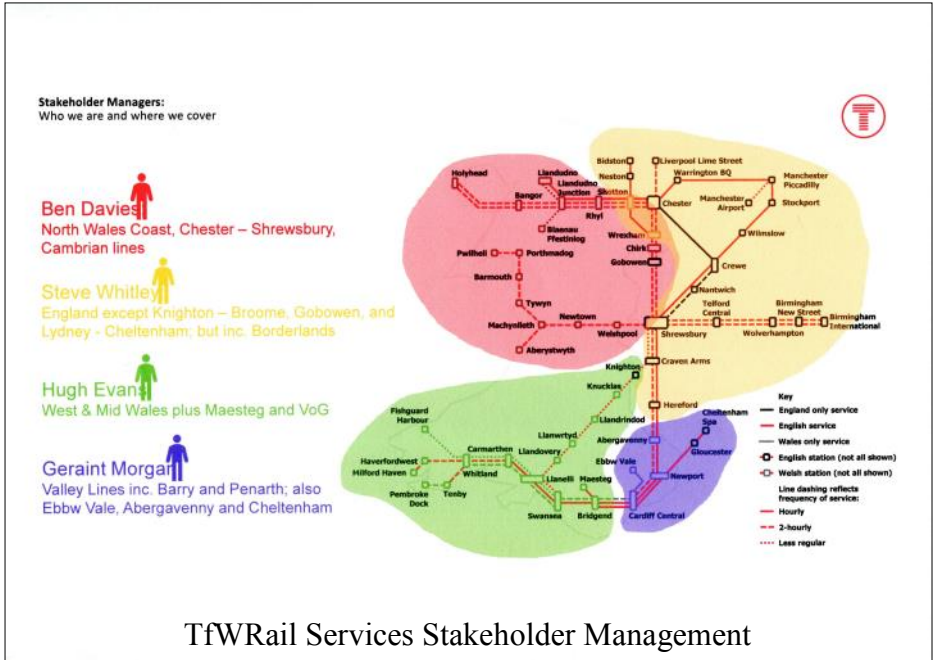 Stakeholder Managers:
Who we are and where we cover
T
Ben Davies
North Wales Coast, Chester – Shrewsbury,
Cambrian lines
Steve Whitley
England except Knighton – Broome, Gobowen, and
Lydney - Cheltenham; but inc. Borderlands
Hugh Evans
West & Mid Wales plus Maesteg and VoG
Geraint Morgan
Valley Lines inc. Barry and Penarth; also
Ebbw Vale, Abergavenny and Cheltenham
Holyhead
Bangor
Llandudno
Llandudno
Junction
Rhyl
Sh
Shotton
Blaenau
Ffestiniog
Bidston
Neston
Liverpool Lime Street
Warrington BQ
Chester
Manchester
Piccadilly
Manchester
Airport
Stockport
Wilmslow
Crewe
Nantwich
Wrexham
Chirk
Gobowen
Pwllheli
Porthmadog
Barmouth
Tywyn
Machynlleth
Newtown
Welshpool
Aberystwyth
Shrewsbury
Telford
Central
Wolverhampton
Birmingham
New Street
Birmingham
International
Craven Arms
Knighton
Knucklas
Llandrindod
Llanwrtyd
Llandovery
Hereford
Abergavenny
Cheltenham
Spa
Gloucester
Ebbw Vale
Newport
Cardiff Central
Fishguard
Harbour
Carmarthen
Haverfordwest
Milford Haven
Whitland
Pembroke
Dock
Tenby
Llanelli
Swansea
Maesteg
Bridgend
Key
England only service
English service
Wales only service
English station (not all shown)
Welsh station (not all shown)
Line dashing reflects
frequency of service:
Hourly
2-hourly
Less regular
TfWRail Services Stakeholder Management